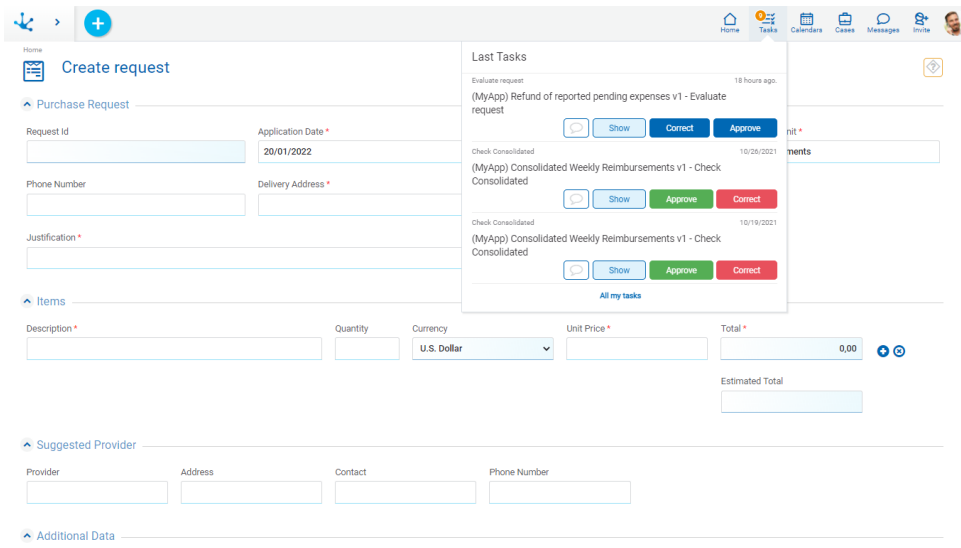 Home
Tasks
Calendars
Cases
Messages
Invite
Home
Create request
Last Tasks
Evaluate request 18 hours ago.
(MyApp) Refund of reported pending expenses v1 - Evaluate
request
Show Correct Approve
Check Consolidated 10/26/2021
(MyApp) Consolidated Weekly Reimbursements v1 - Check
Consolidated
Show Approve Correct
Check Consolidated 10/19/2021
(MyApp) Consolidated Weekly Reimbursements v1 - Check
Consolidated
Show Approve Correct
All my tasks
Purchase Request
Request Id Application Date * nit *
20/01/2022 ments
Phone Number Delivery Address *
Justification *
Items
Description * Quantity Currency Unit Price * Total *
U.S. Dollar 0,00
Estimated Total
Suggested Provider
Provider Address Contact Phone Number
Additional Data